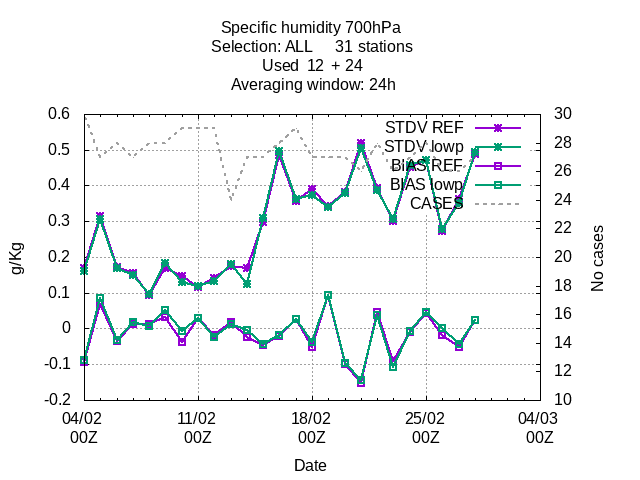 Specific humidity 700hPa
Selection: ALL     31 stations
Used  12  + 24
Averaging window: 24h
STDV REF
STDV lowp
BIAS REF
BIAS lowp
CASES
0.6
0.5
0.4
0.3
0.2
0.1
0
-0.1
-0.2
g/Kg
30
28
26
24
22
20
18
16
14
12
10
No cases
04/02 11/02 18/02 25/02 04/03
00Z 00Z 00Z 00Z 00Z
Date